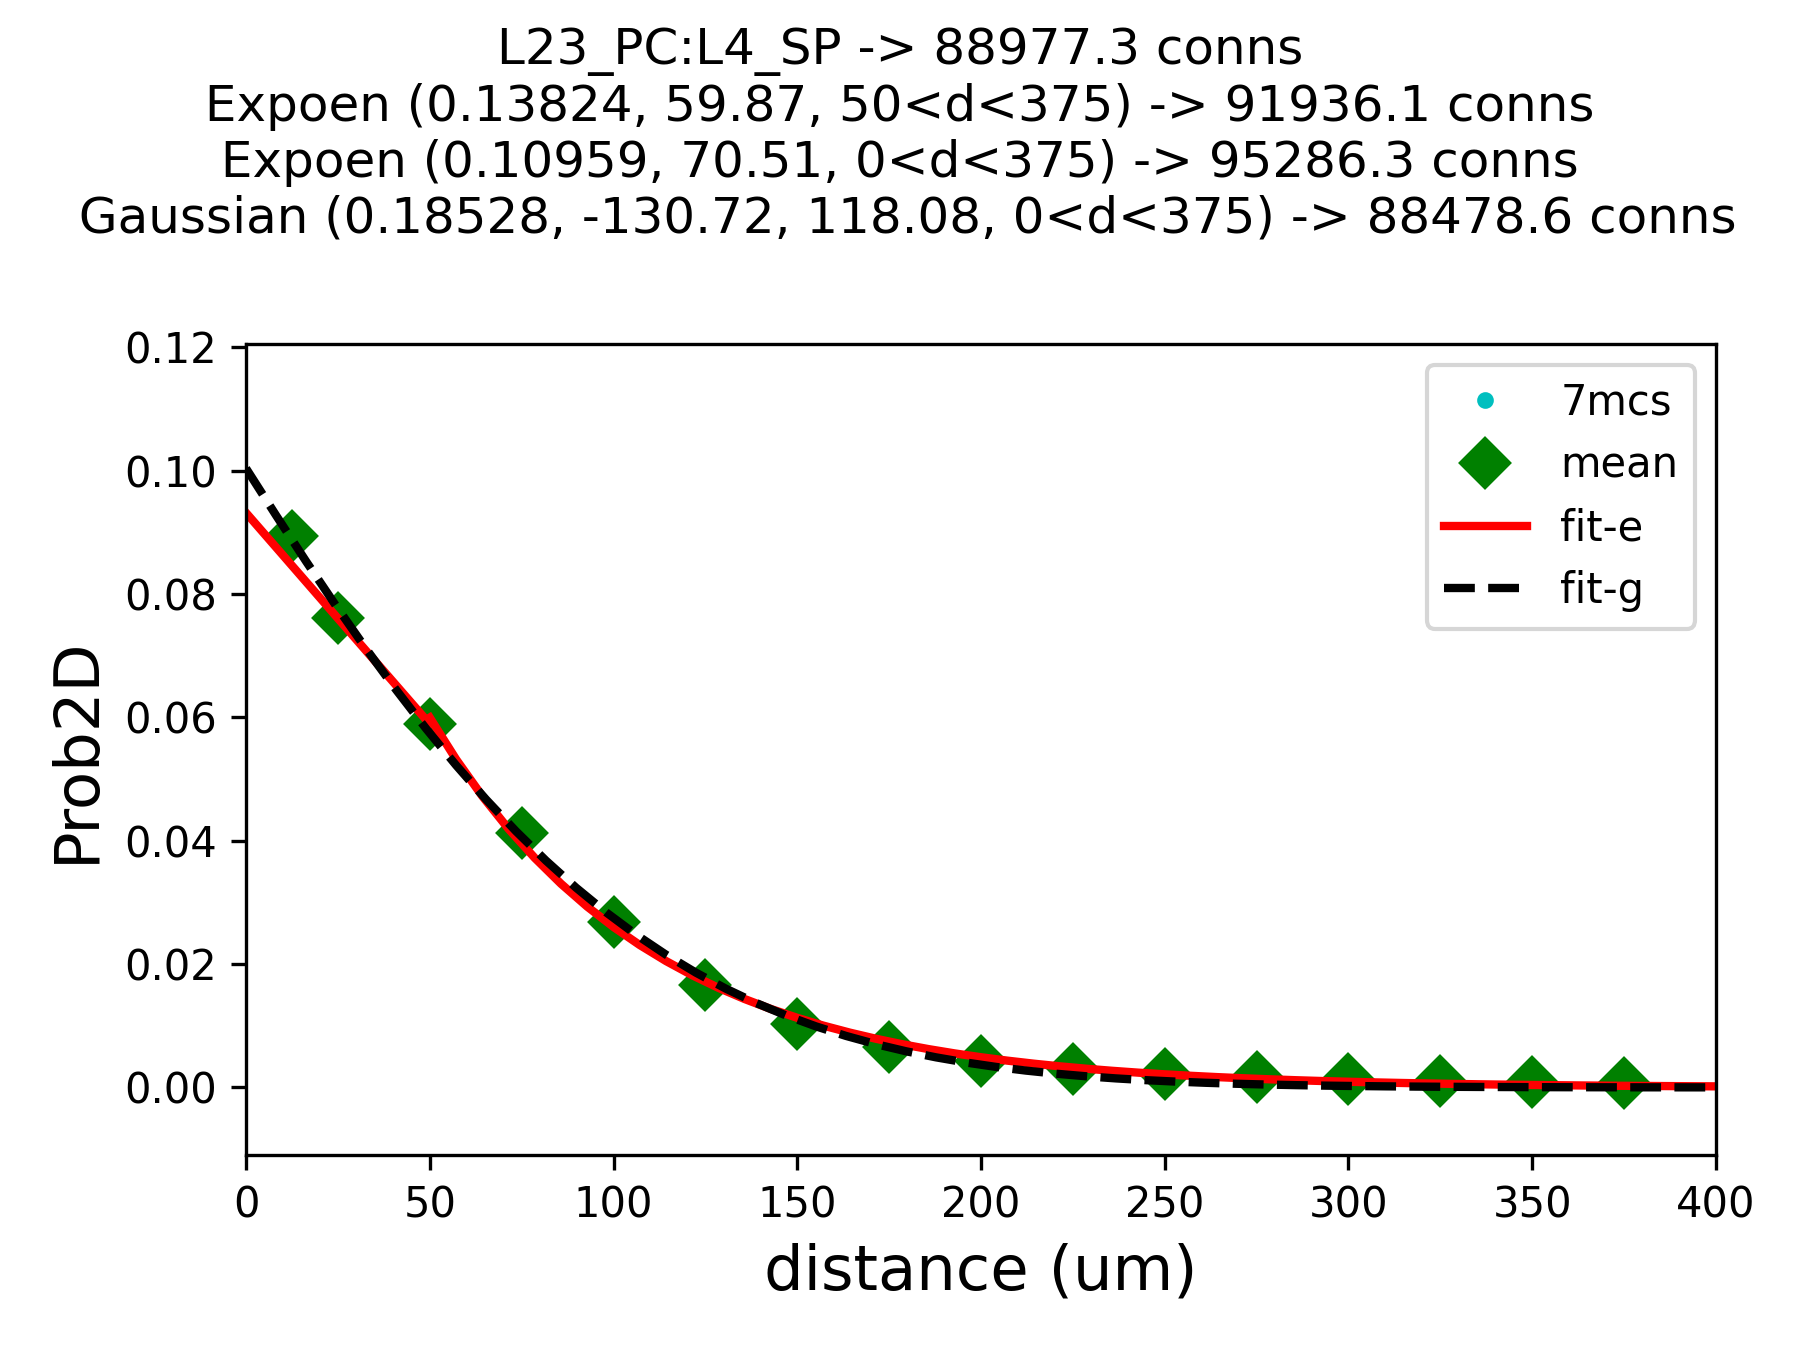 L23_PC:L4_SP -> 88977.3 conns
Expoen (0.13824, 59.87, 50<d<375) -> 91936.1 conns
Expoen (0.10959, 70.51, 0<d<375) -> 95286.3 conns
Gaussian (0.18528, -130.72, 118.08, 0<d<375) -> 88478.6 conns
0.12
0.10
0.08
0.06
0.04
0.02
0.00
Prob2D
7mcs
mean
fit-e
fit-g
0 50 100 150 200 250 300 350 400
distance (um)